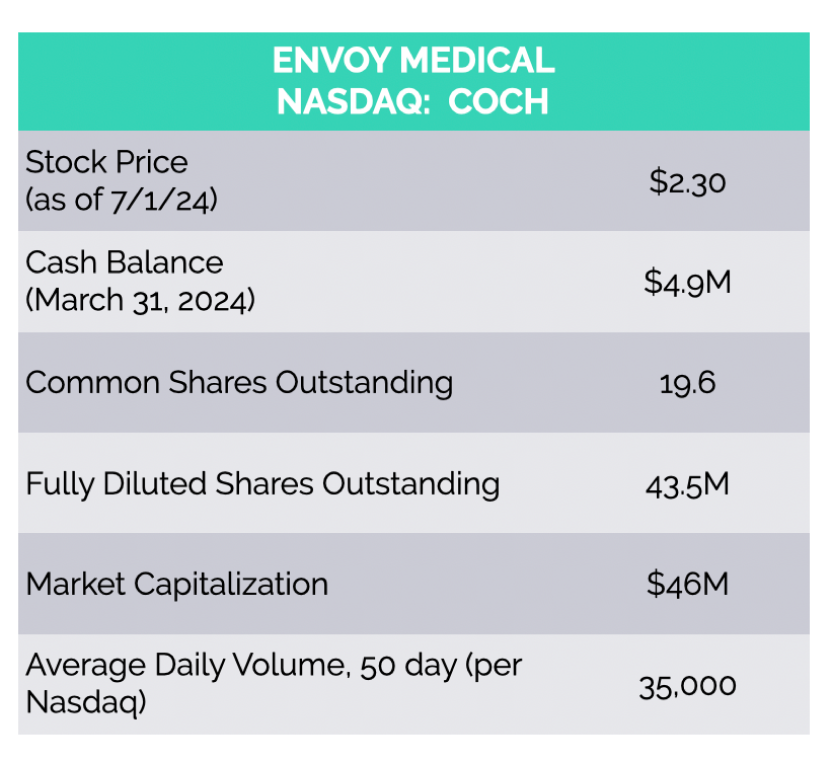 ENVOY MEDICAL
NASDAQ: COCH
Stock Price
(as of 7/1/24)
$2.30
Cash Balance
(March 31, 2024)
$4.9M
Common Shares Outstanding
19.6
Fully Diluted Shares Outstanding
43.5M
Market Capitalization
$46M
Average Daily Volume, 50 day (per
Nasdaq)
35,000